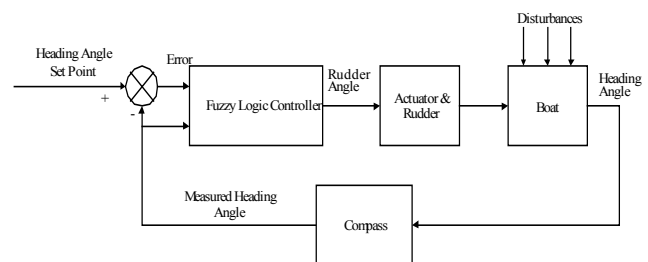 Disturbances
Heading Angle
Set Point
Error
Rudder
Angle
Heading
Angle
+
-
Fuzzy Logic Controller
Actuator &
Rudder
Boat
Measured Heading
Angle
Compass